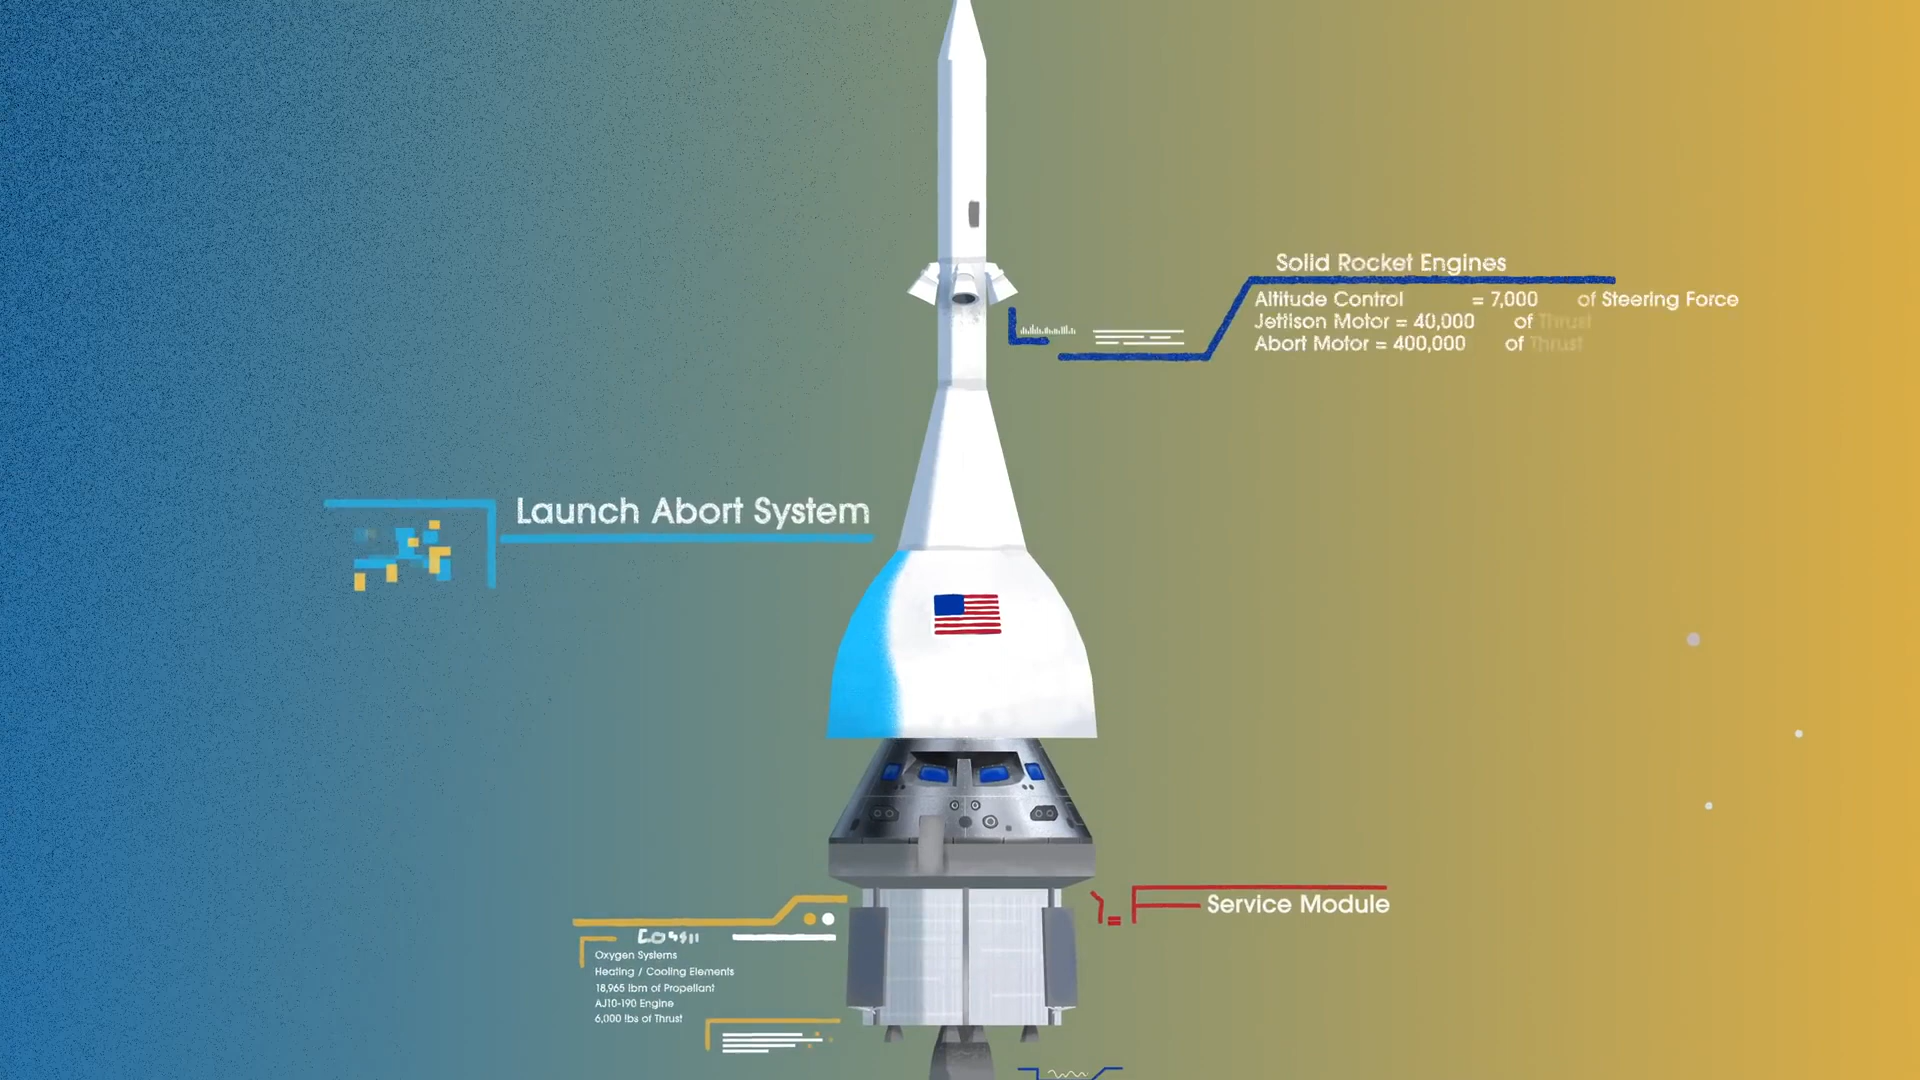 Solid Rocket Engines
Altitude Control = 7,000 of Steering Force
Jettison Motor = 40,000 of Thrust
Abort Motor = 400,000 of Thrust
Launch Abort System
Service Module
Oxygen Systems
Heating / Cooling Elements
18,965 lbm of Propellant
AJ10-190 Engine
6,000 lbs of Thrust